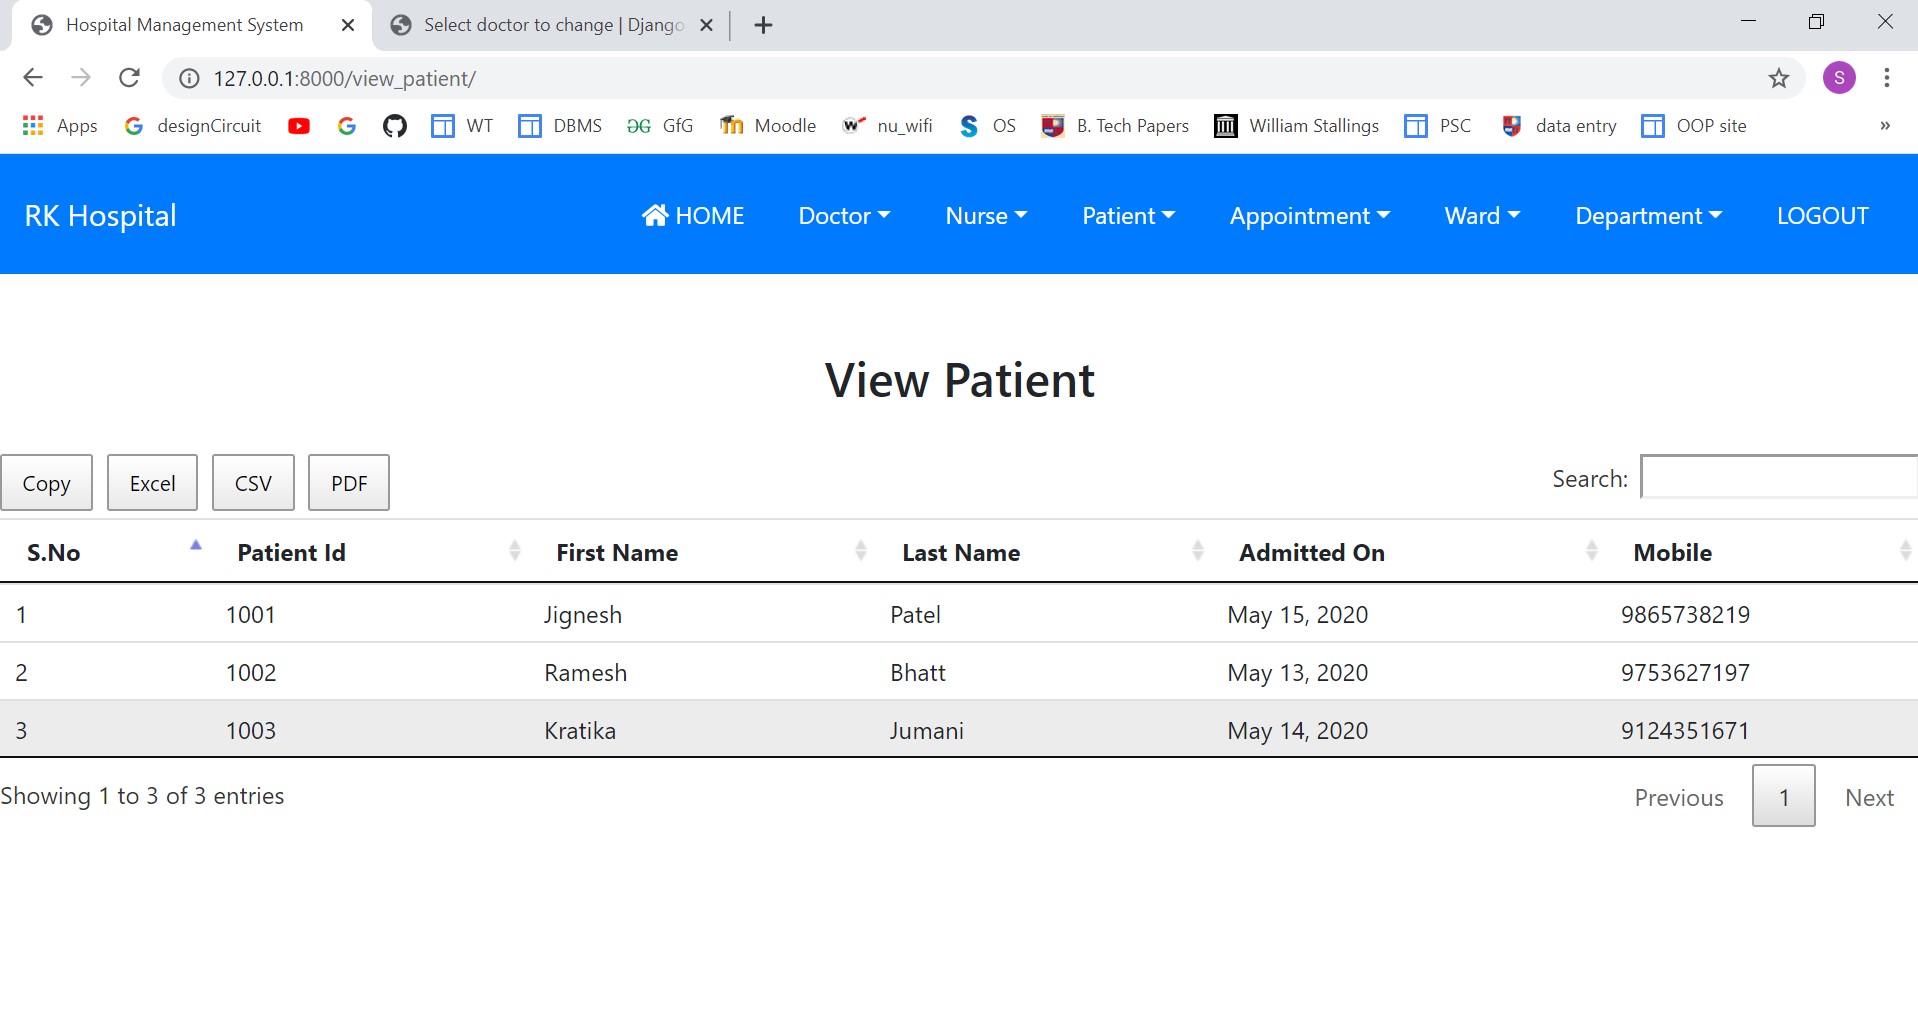 Hospital Management System Select doctor to change | Django
127.0.0.1:8000/view_patient/ S
Apps designCircuit WT DBMS GfG Moodle nu_wifi OS B. Tech Papers William Stallings PSC data entry OOP site »
RK Hospital HOME Doctor Nurse Patient Appointment Ward Department LOGOUT
View Patient
Copy Excel CSV PDF Search:
S.No Patient Id First Name Last Name Admitted On Mobile
1 1001 Jignesh Patel May 15, 2020 9865738219
2 1002 Ramesh Bhatt May 13, 2020 9753627197
3 1003 Kratika Jumani May 14, 2020 9124351671
Showing 1 to 3 of 3 entries Previous 1 Next